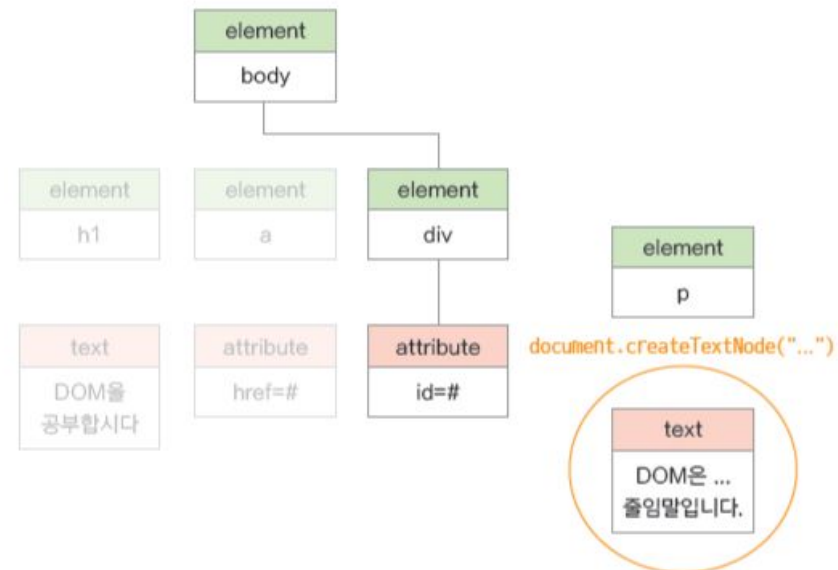 element
body
element
h1
element
a
element
div
element
p
text
DOM을
공부합시다
attribute
href=#
attribute
id=#
document.createTextNode("...")
text
DOM은 ...
줄임말입니다.